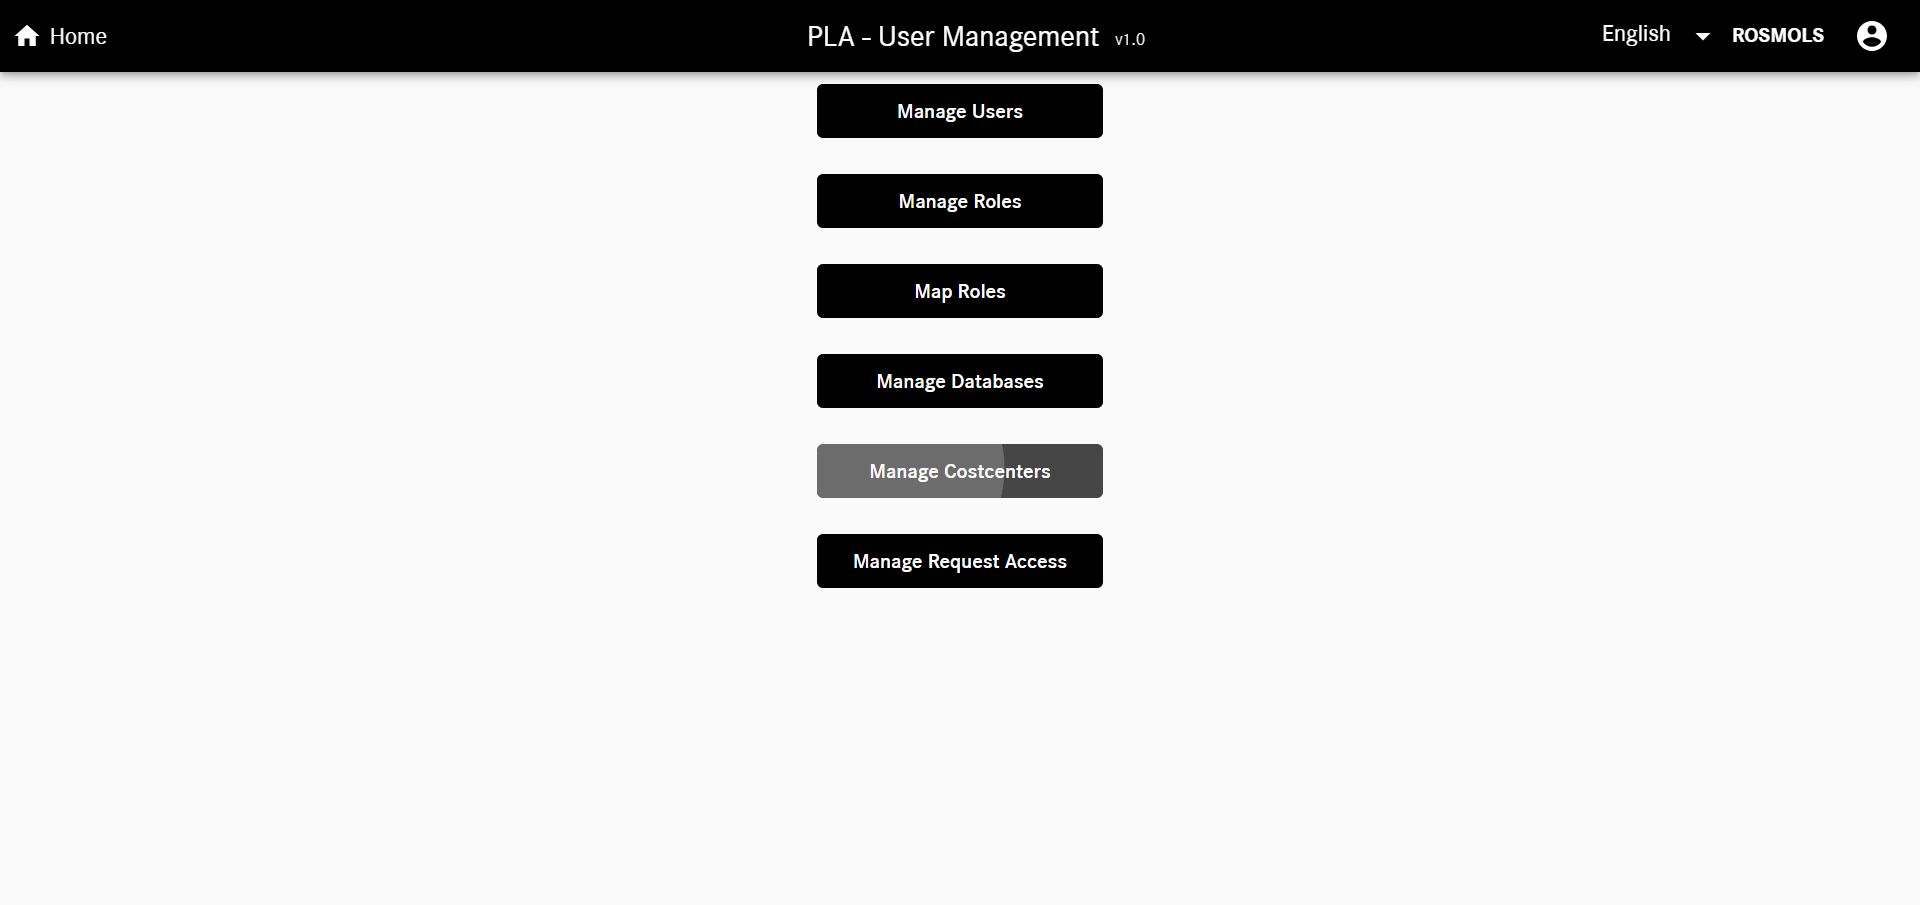 Home
PLA - User Management v1.0
English
ROSMOLS
Manage Users
Manage Roles
Map Roles
Manage Databases
Manage Costcenters
Manage Request Access